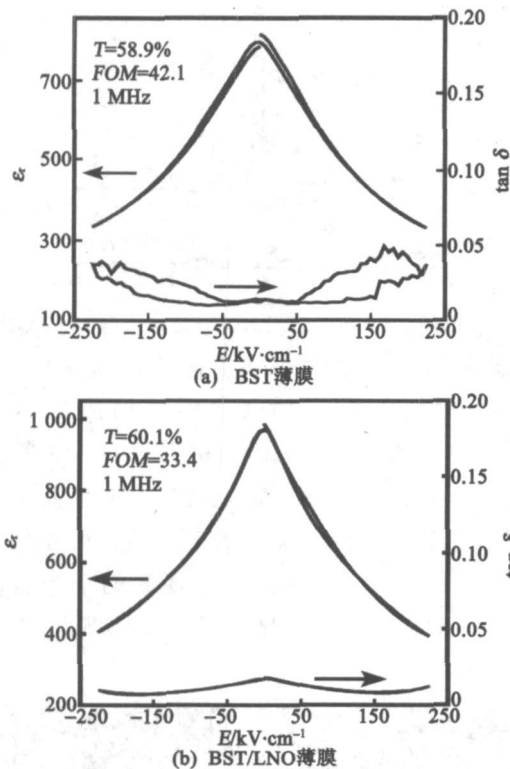 T=58.9%
FOM=42.1
1 MHz
εr
700
500
300
100
0.20
0.15
0.10
0.05
0
tan δ
−250 −150 −50 0 50 150 250
E/kV·cm⁻¹
(a) BST薄膜
T=60.1%
FOM=33.4
1 MHz
εr
1 000
800
600
400
200
0.20
0.15
0.10
0.05
0
tan
−250 −150 −50 0 50 150 250
E/kV·cm⁻¹
(b) BST/LNO薄膜